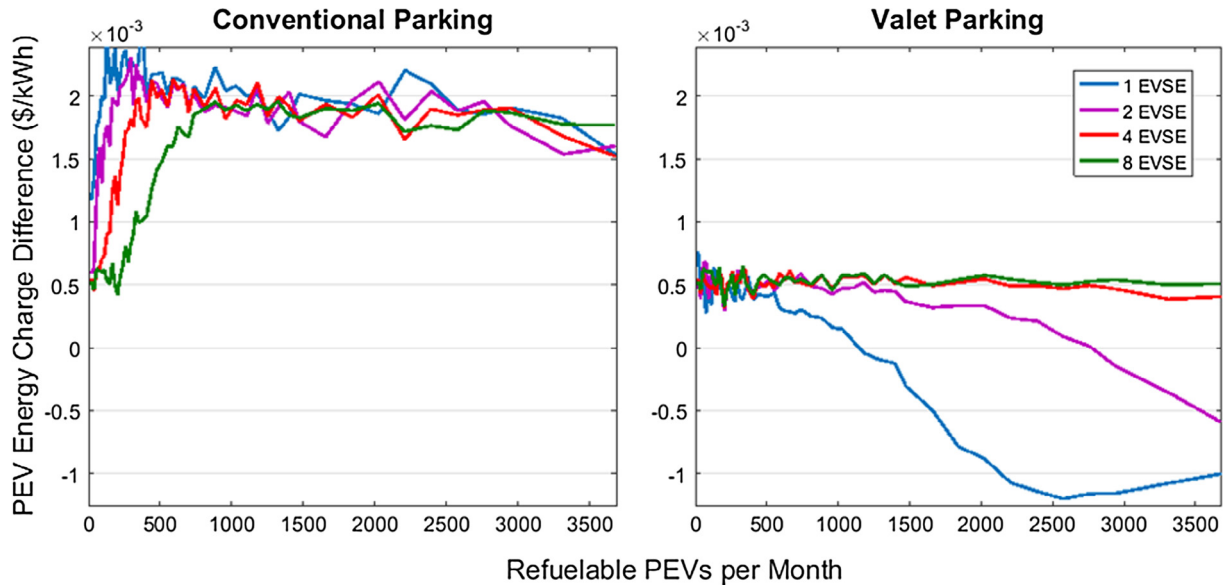 Conventional Parking
Valet Parking
×10⁻³
×10⁻³
PEV Energy Charge Difference ($/kWh)
2
1.5
1
0.5
0
-0.5
-1
2
1.5
1
0.5
0
-0.5
-1
1 EVSE
2 EVSE
4 EVSE
8 EVSE
0 500 1000 1500 2000 2500 3000 3500
0 500 1000 1500 2000 2500 3000 3500
Refuelable PEVs per Month